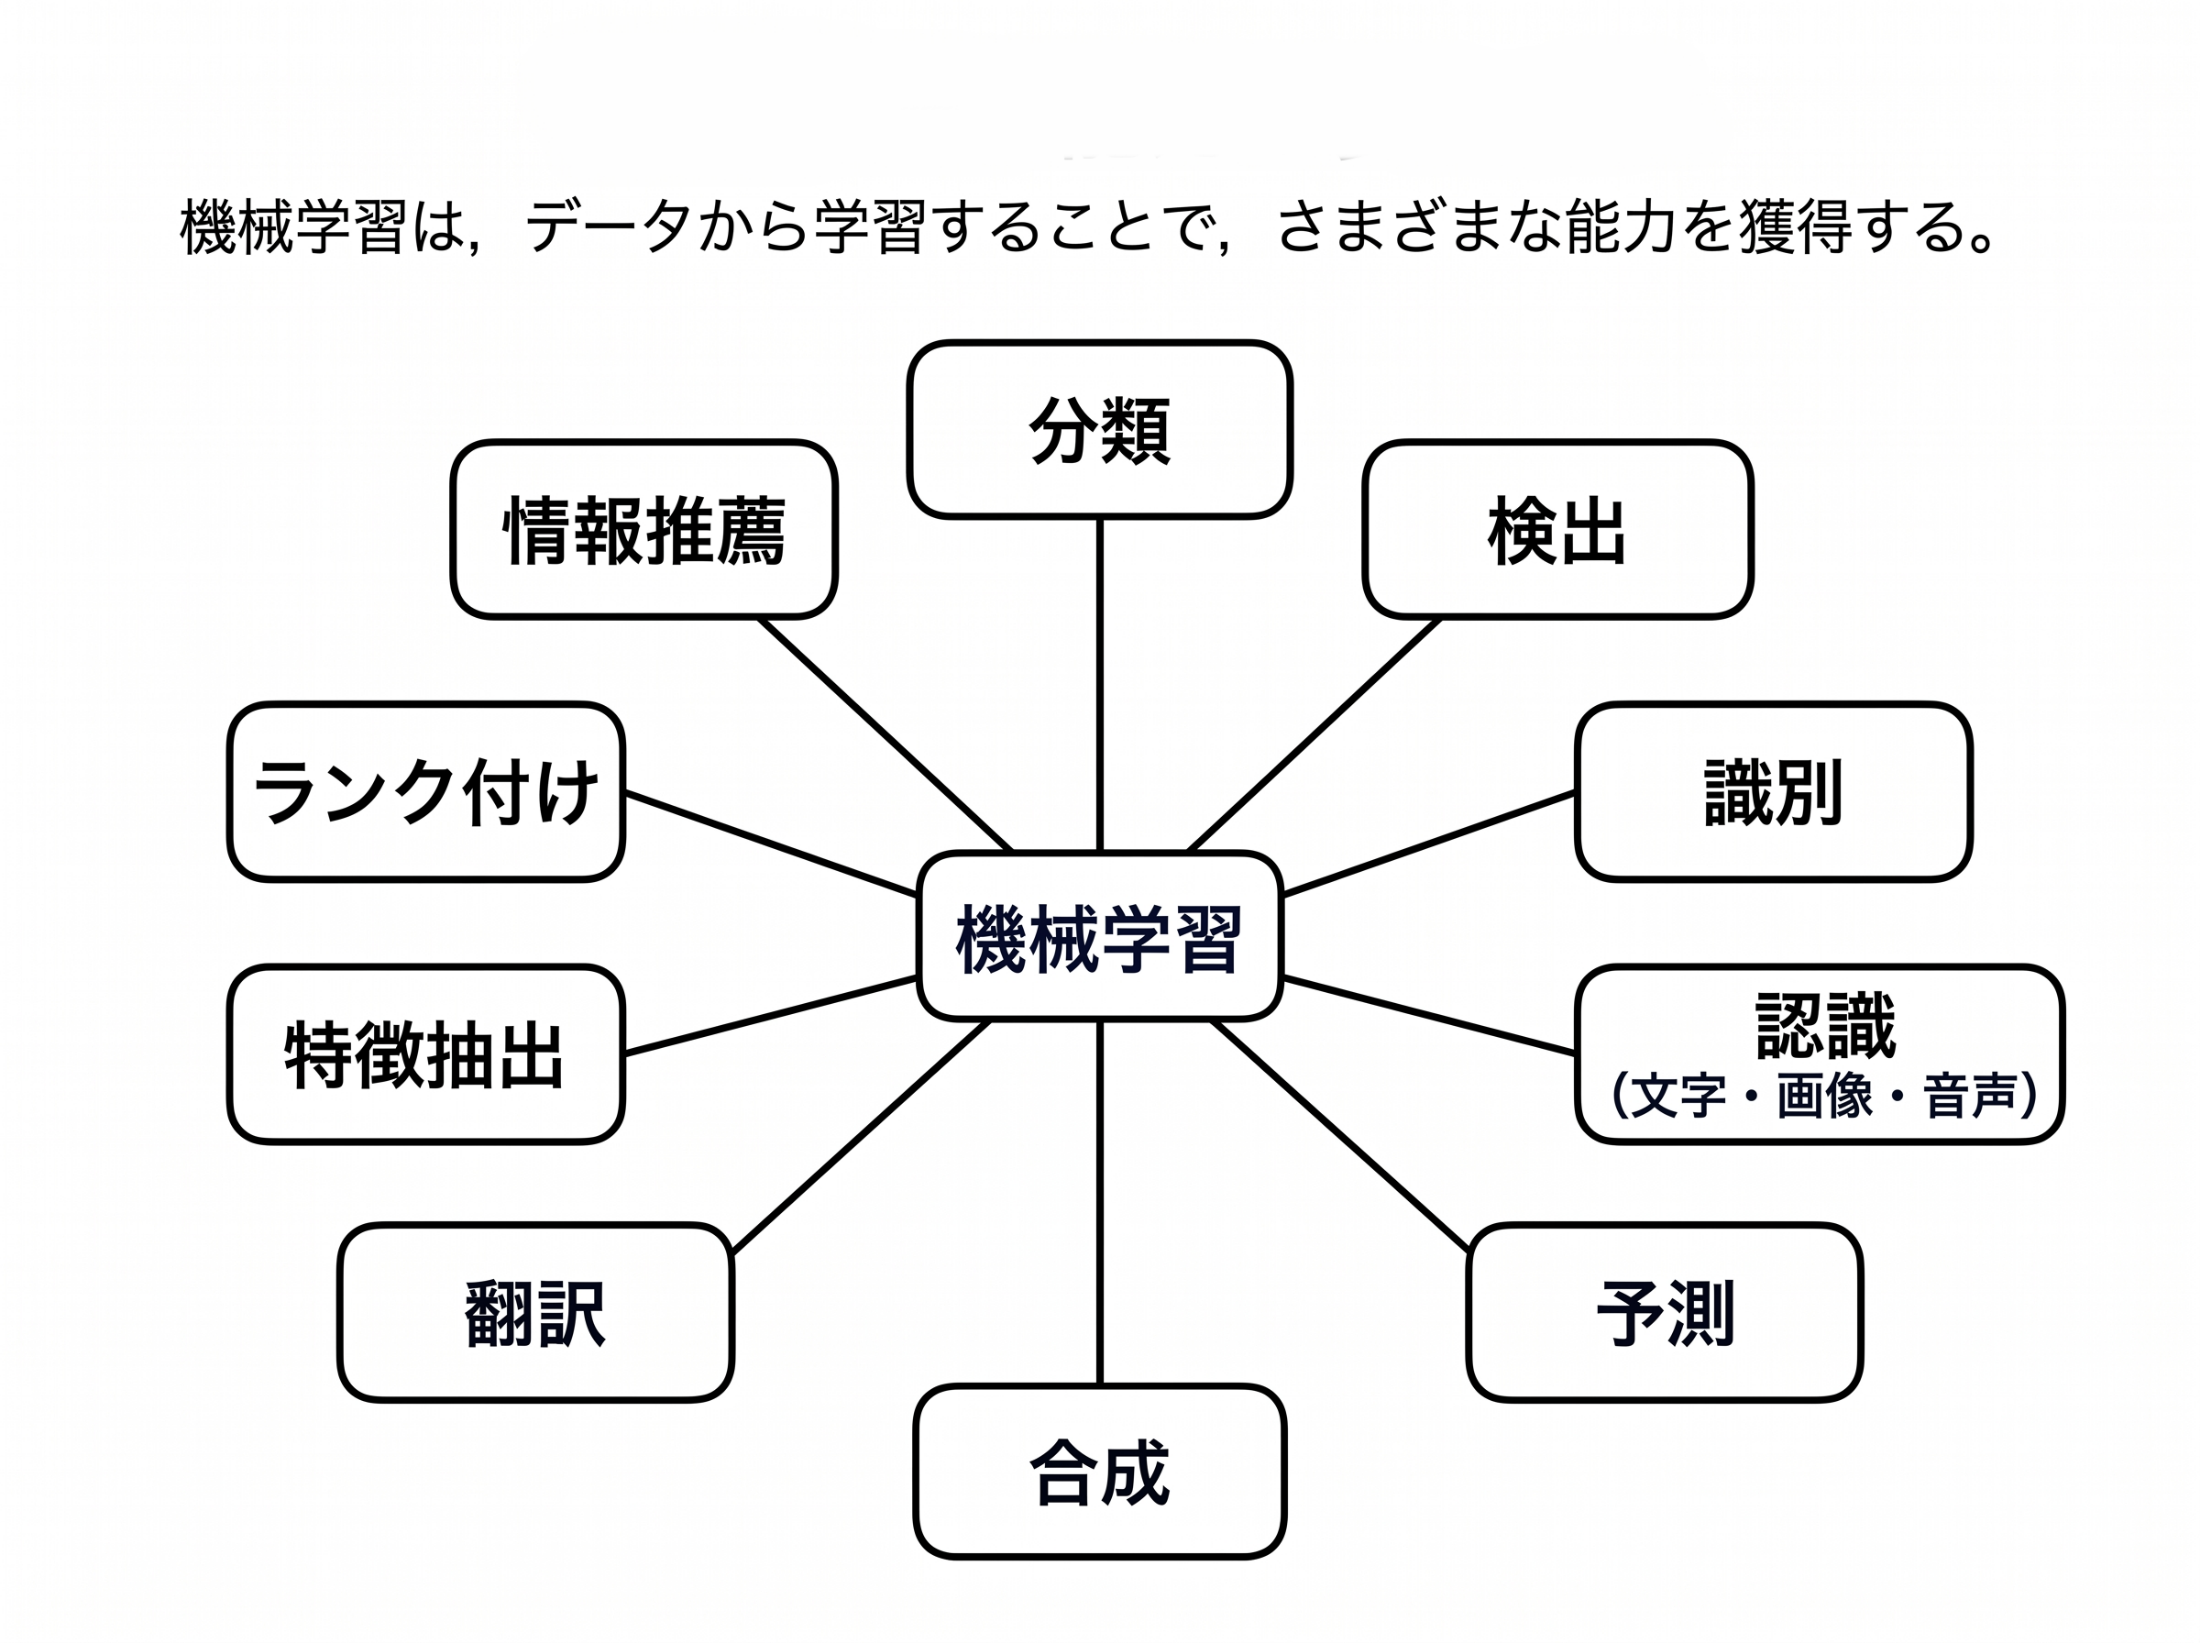 機械学習は，データから学習することで，さまざまな能力を獲得する。
分類
情報推薦
検出
ランク付け
識別
機械学習
特徴抽出
認識
（文字・画像・音声）
翻訳
予測
合成